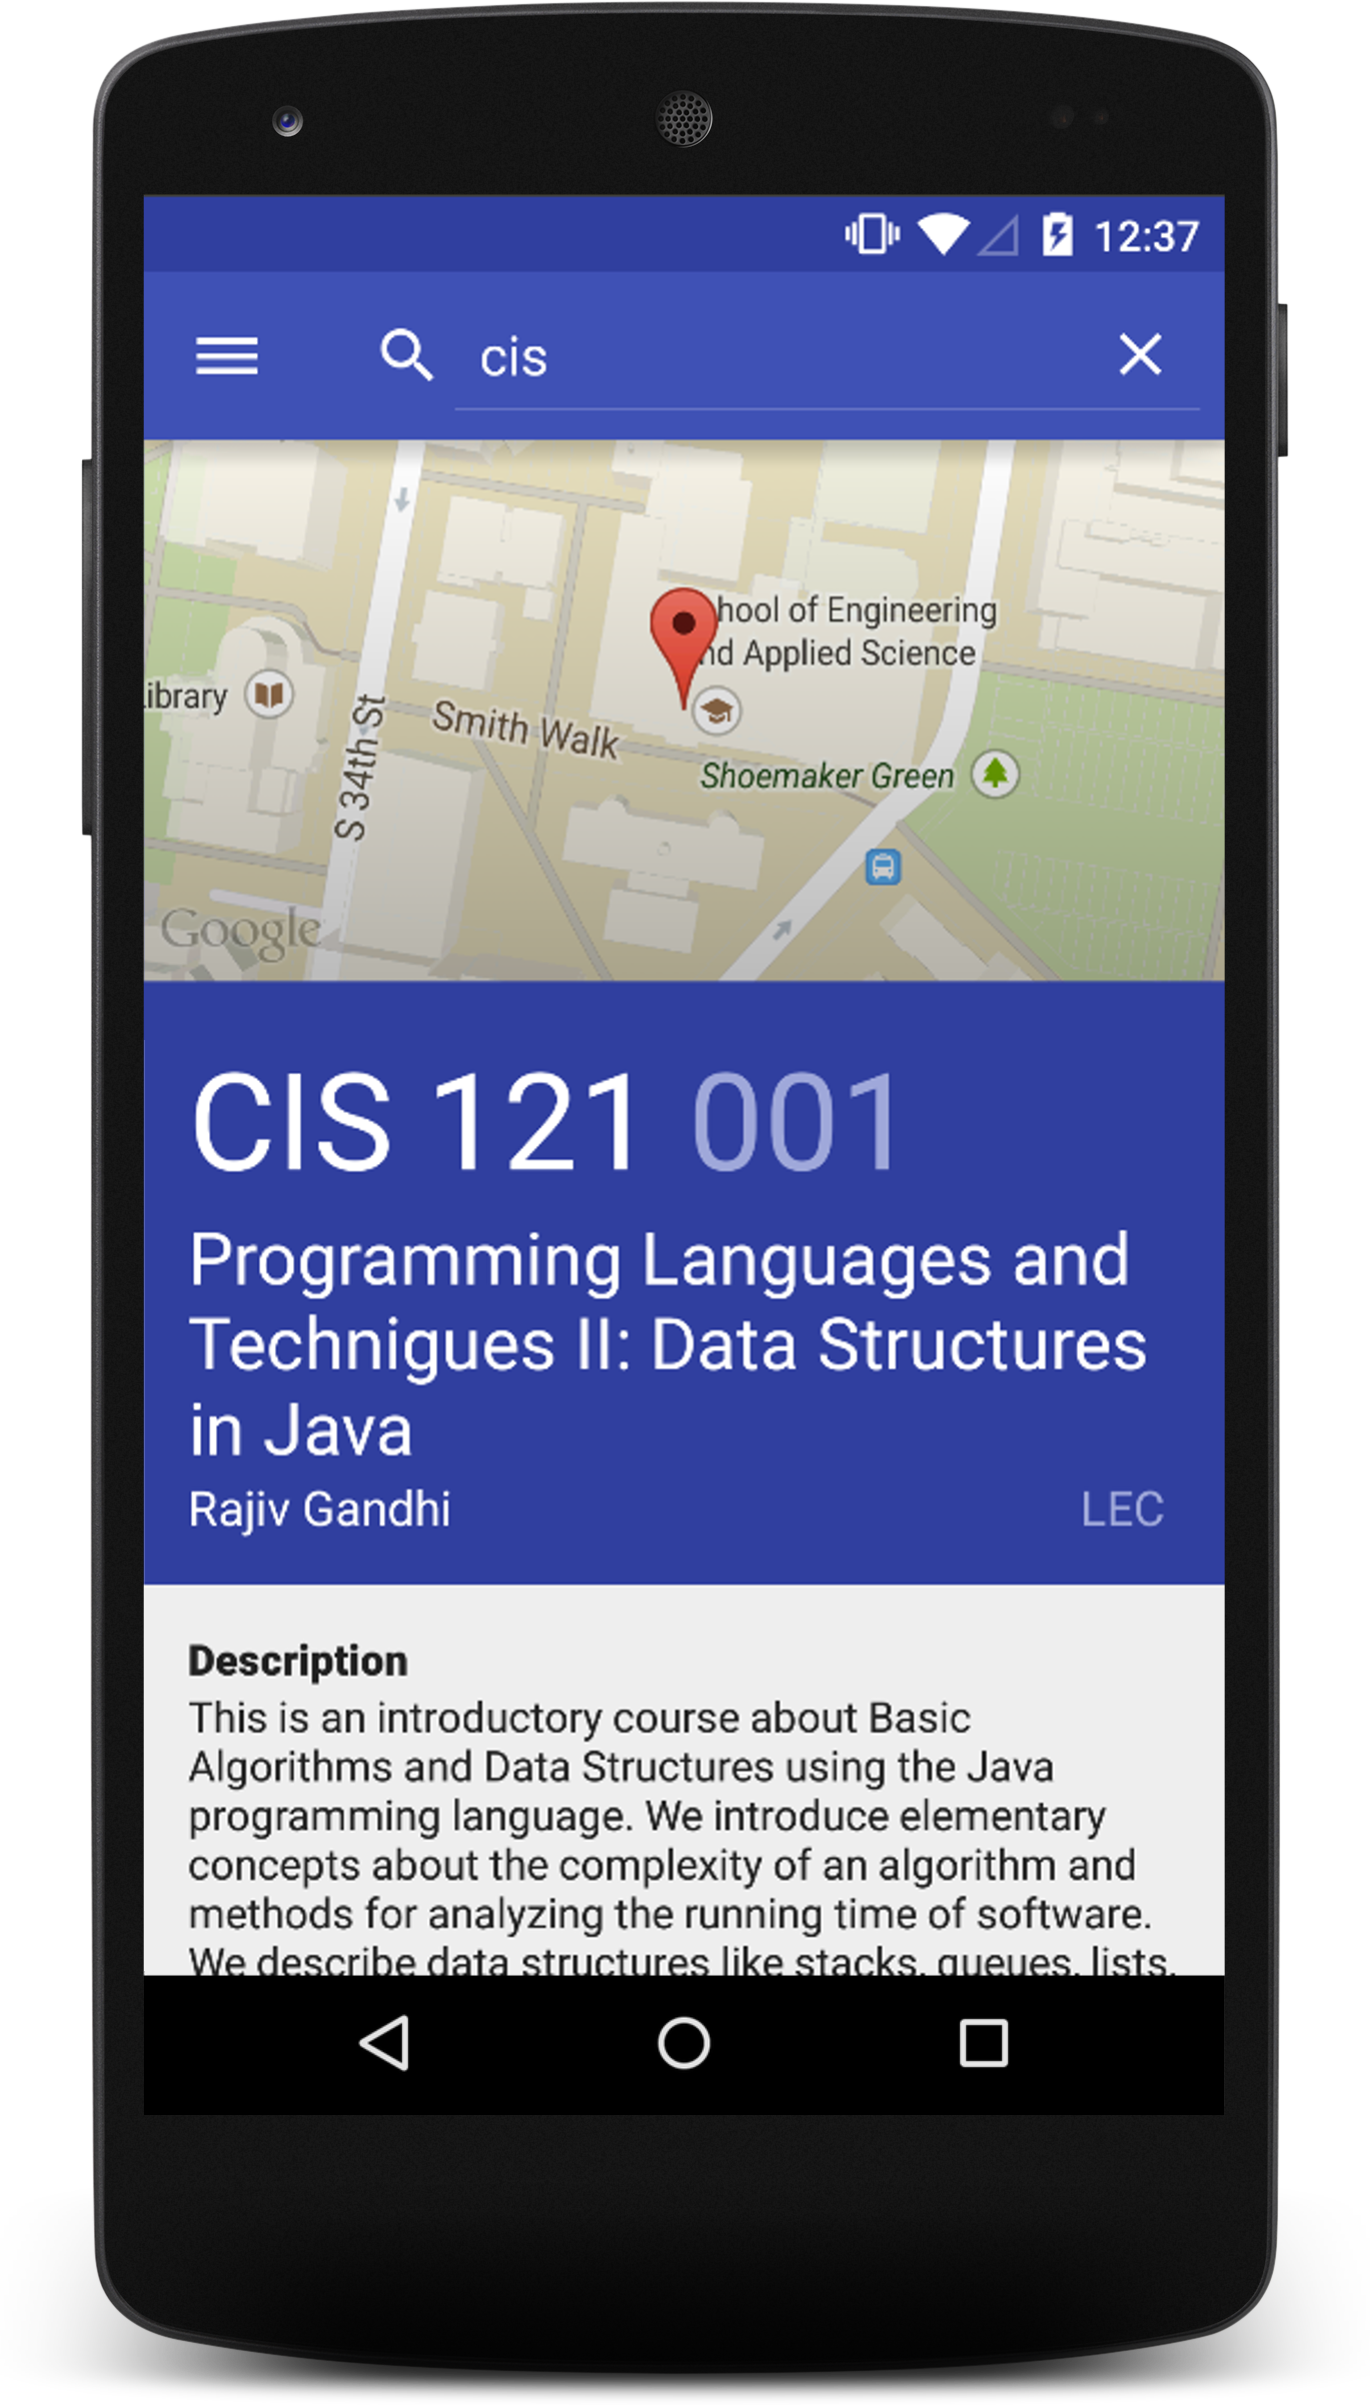 12:37
cis
hool of Engineering
nd Applied Science
ibrary
Smith Walk
S 34th St
Shoemaker Green
Google
CIS 121 001
Programming Languages and
Technigues II: Data Structures
in Java
Rajiv Gandhi
LEC
Description
This is an introductory course about Basic
Algorithms and Data Structures using the Java
programming language. We introduce elementary
concepts about the complexity of an algorithm and
methods for analyzing the running time of software.
We describe data structures like stacks, queues, lists,